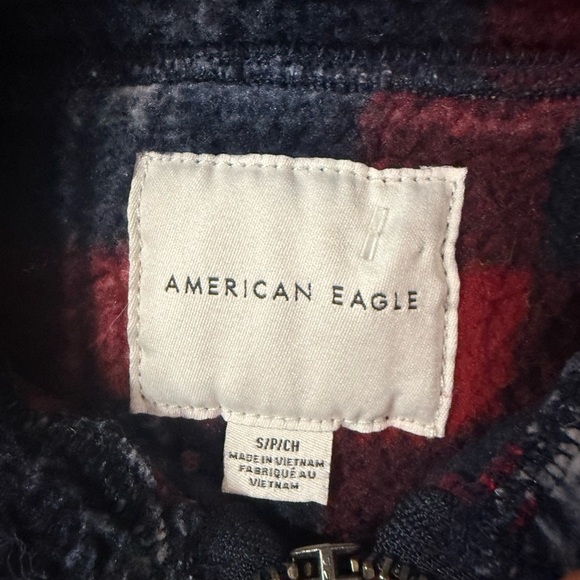 AMERICAN EAGLE
S/P/CH
MADE IN VIETNAM
FABRIQUÉ AU
VIETNAM